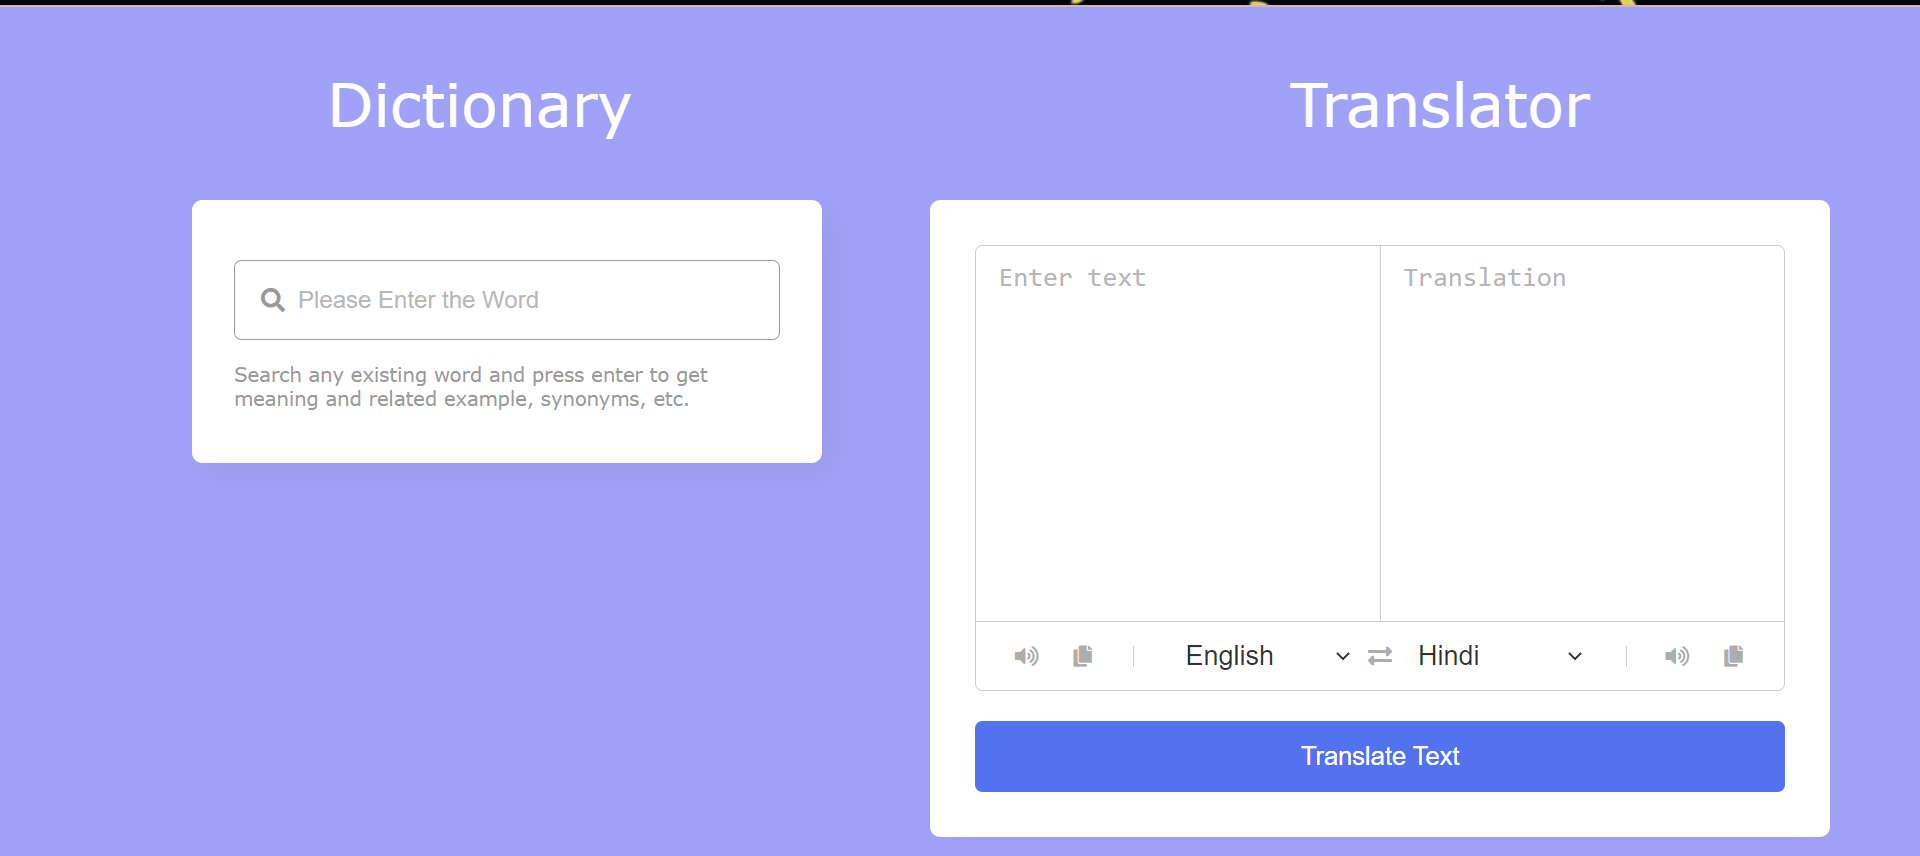 Dictionary
Translator
Please Enter the Word
Search any existing word and press enter to get
meaning and related example, synonyms, etc.
Enter text
Translation
English
Hindi
Translate Text